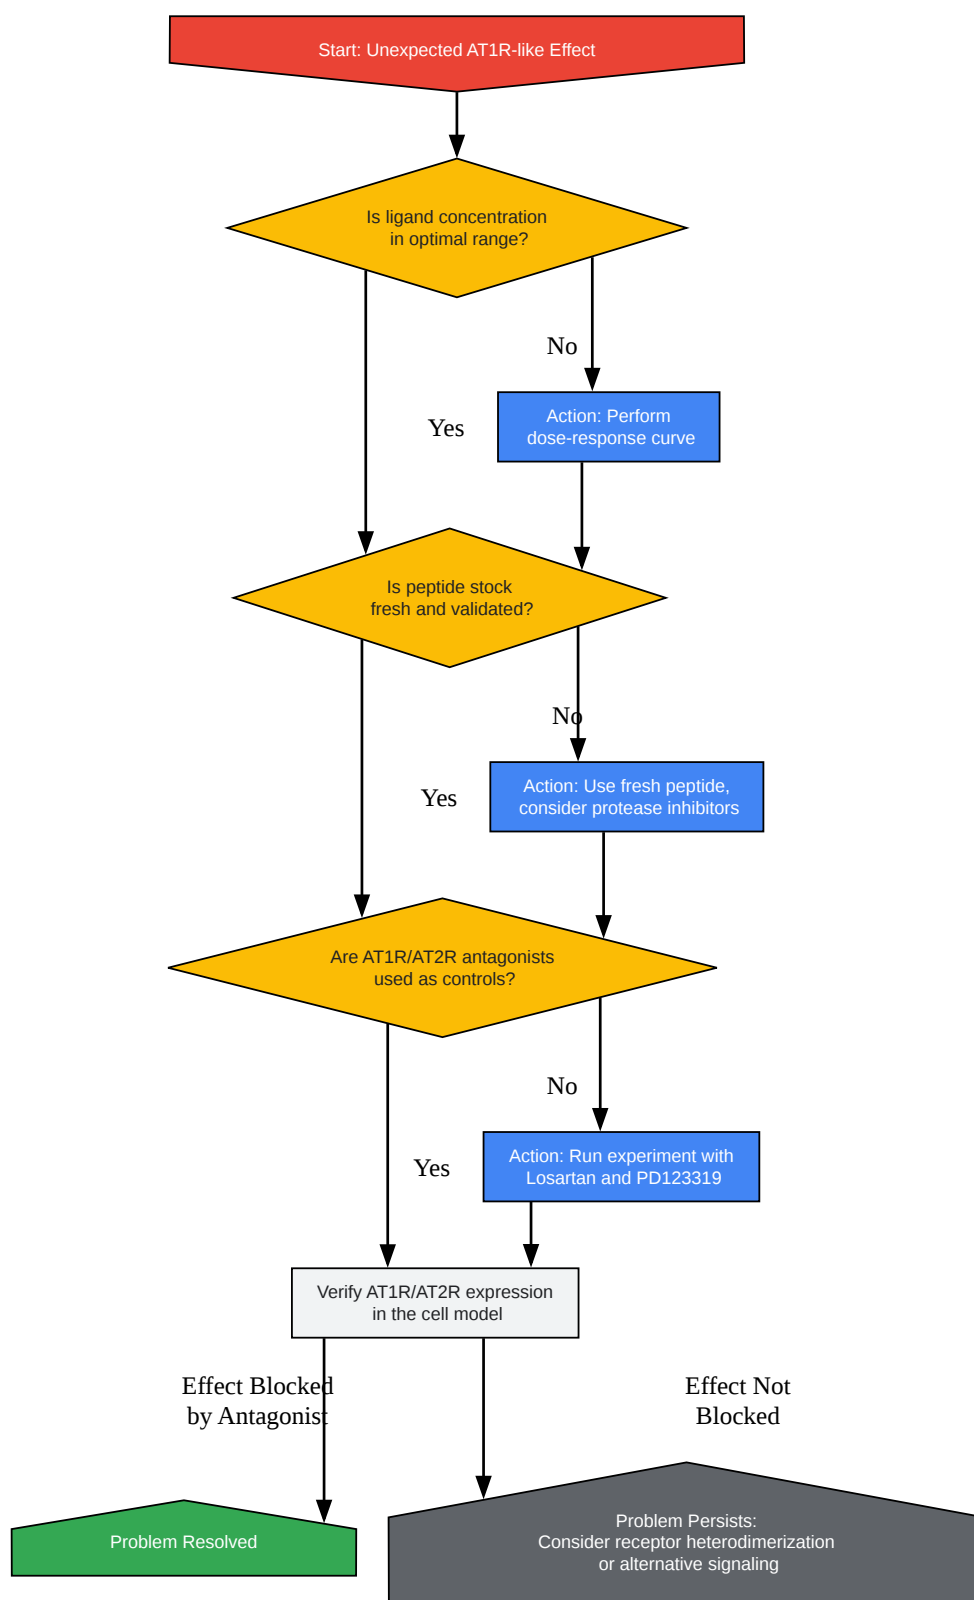 Start: Unexpected AT1R-like Effect
Is ligand concentration
in optimal range?
No
Action: Perform
dose-response curve
Yes
Is peptide stock
fresh and validated?
No
Action: Use fresh peptide,
consider protease inhibitors
Yes
Are AT1R/AT2R antagonists
used as controls?
No
Action: Run experiment with
Losartan and PD123319
Yes
Verify AT1R/AT2R expression
in the cell model
Effect Blocked
by Antagonist
Effect Not
Blocked
Problem Resolved
Problem Persists:
Consider receptor heterodimerization
or alternative signaling